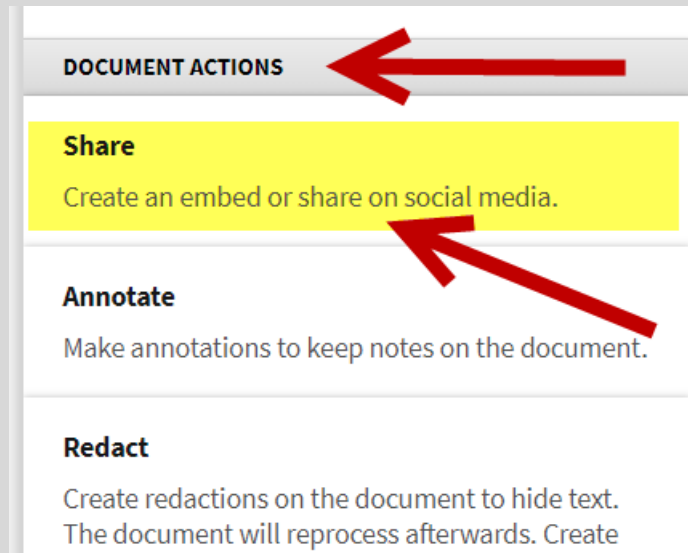 DOCUMENT ACTIONS
Share
Create an embed or share on social media.
Annotate
Make annotations to keep notes on the document.
Redact
Create redactions on the document to hide text.
The document will reprocess afterwards. Create